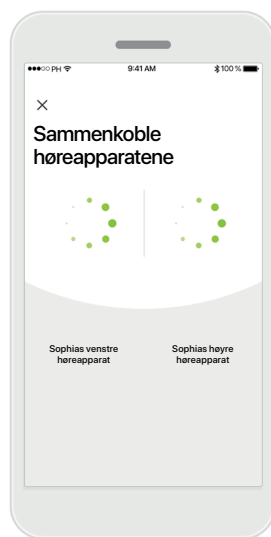 PH 9:41 AM 100 %
Sammenkoble
høreapparatene
Sophias venstre
høreapparat
Sophias høyre
høreapparat